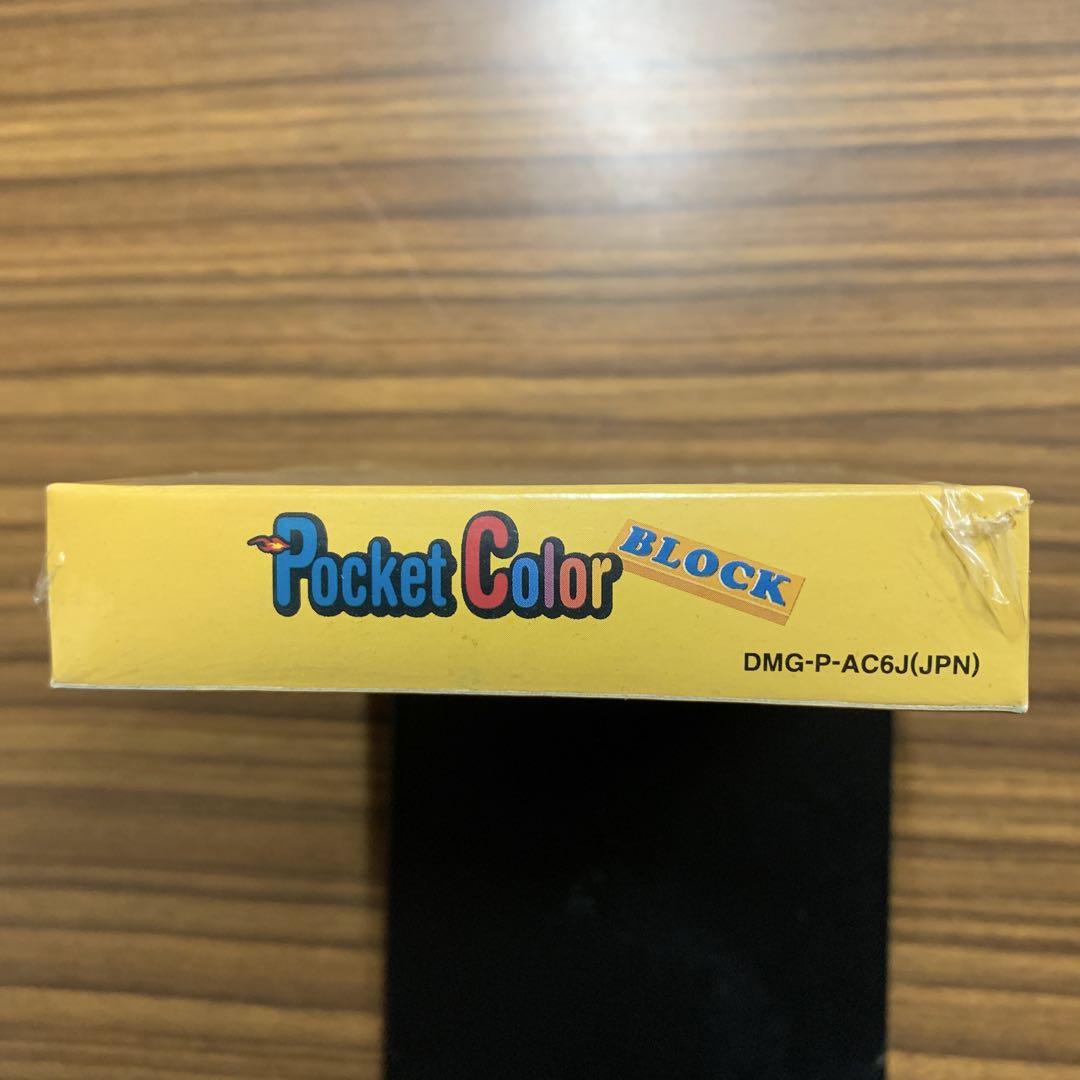 Pocket Color BLOCK
DMG-P-AC6J(JPN)